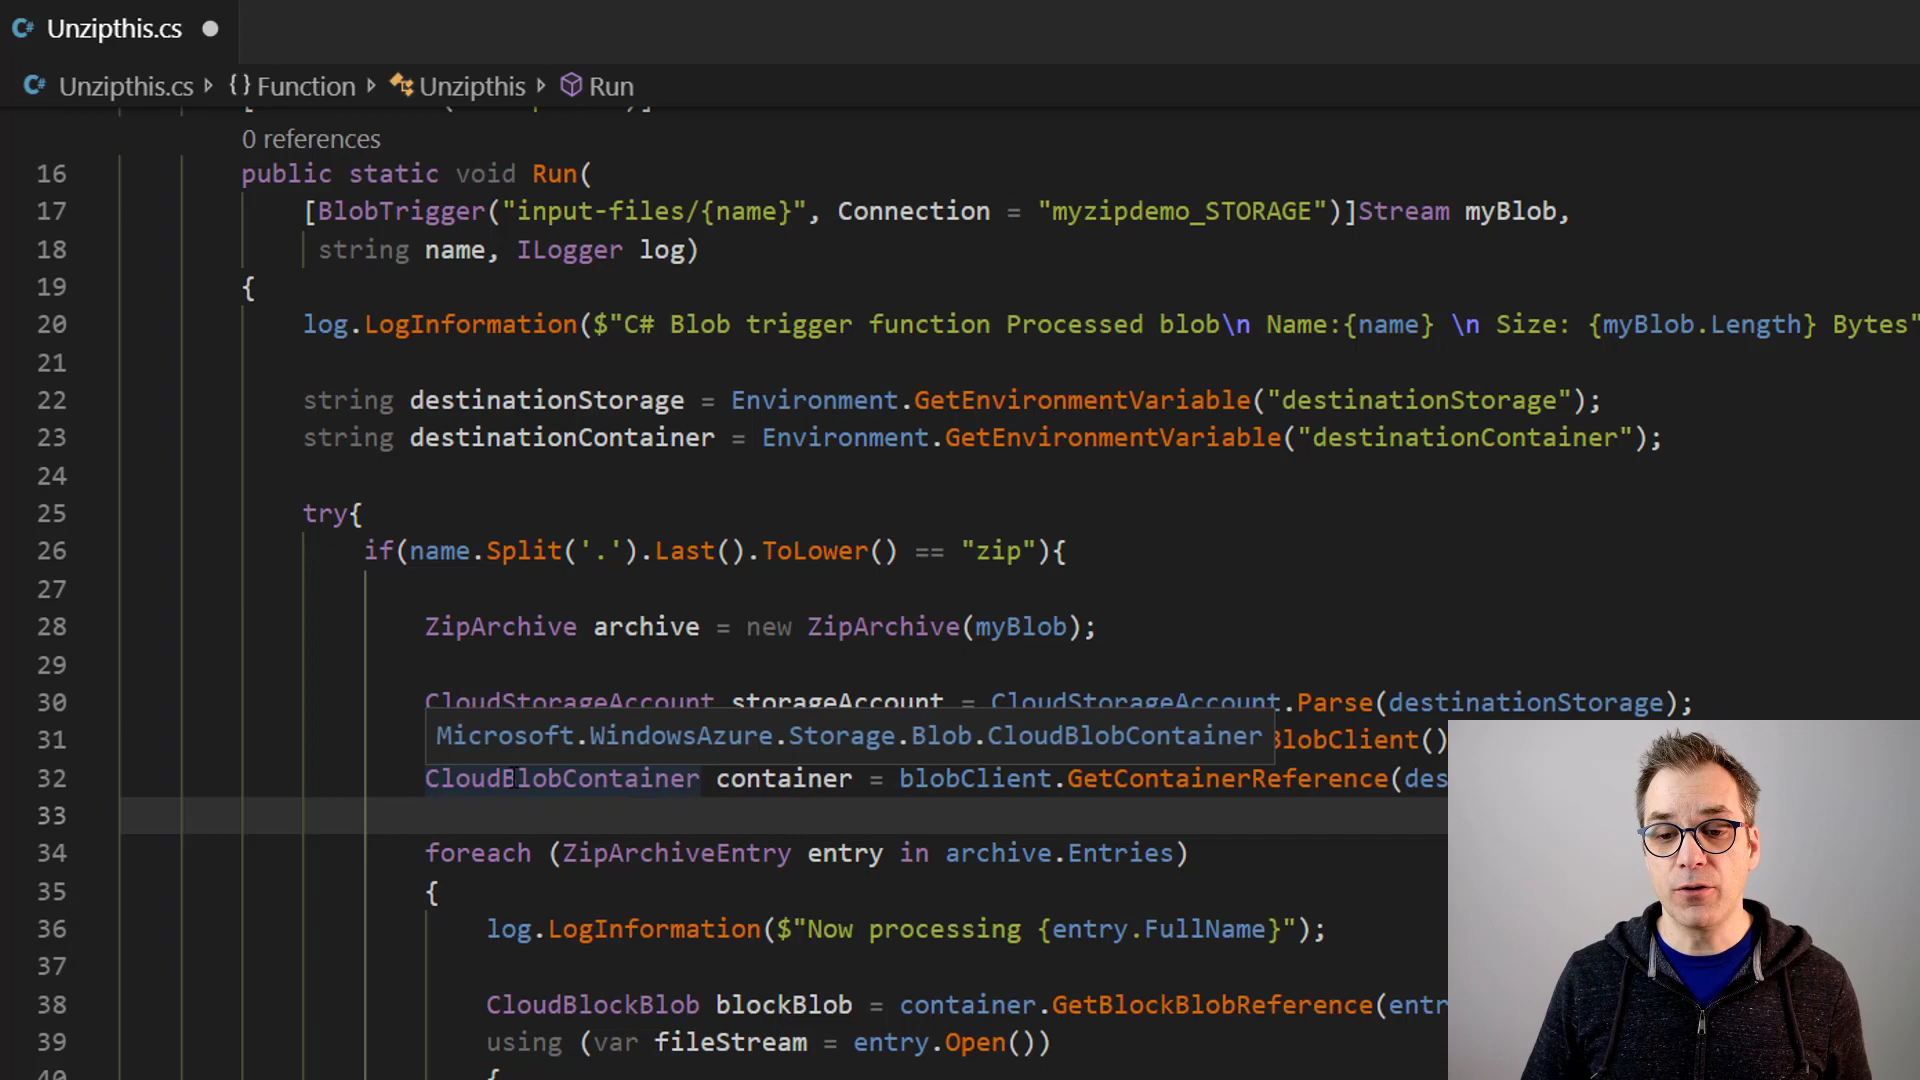 Unzipthis.cs
Unzipthis.cs {} Function Unzipthis Run
0 references
16 public static void Run(
17 [BlobTrigger("input-files/{name}", Connection = "myzipdemo_STORAGE")]Stream myBlob,
18 string name, ILogger log)
19 {
20 log.LogInformation($"C# Blob trigger function Processed blob\n Name:{name} \n Size: {myBlob.Length} Bytes"
21
22 string destinationStorage = Environment.GetEnvironmentVariable("destinationStorage");
23 string destinationContainer = Environment.GetEnvironmentVariable("destinationContainer");
24
25 try{
26 if(name.Split('.').Last().ToLower() == "zip"){
27
28 ZipArchive archive = new ZipArchive(myBlob);
29
30 CloudStorageAccount storageAccount = CloudStorageAccount.Parse(destinationStorage);
Microsoft.WindowsAzure.Storage.Blob.CloudBlobContainer
31 BlobClient()
32 CloudBlobContainer container = blobClient.GetContainerReference(des
33
34 foreach (ZipArchiveEntry entry in archive.Entries)
35 {
36 log.LogInformation($"Now processing {entry.FullName}");
37
38 CloudBlockBlob blockBlob = container.GetBlockBlobReference(entr
39 using (var fileStream = entry.Open())
40 {